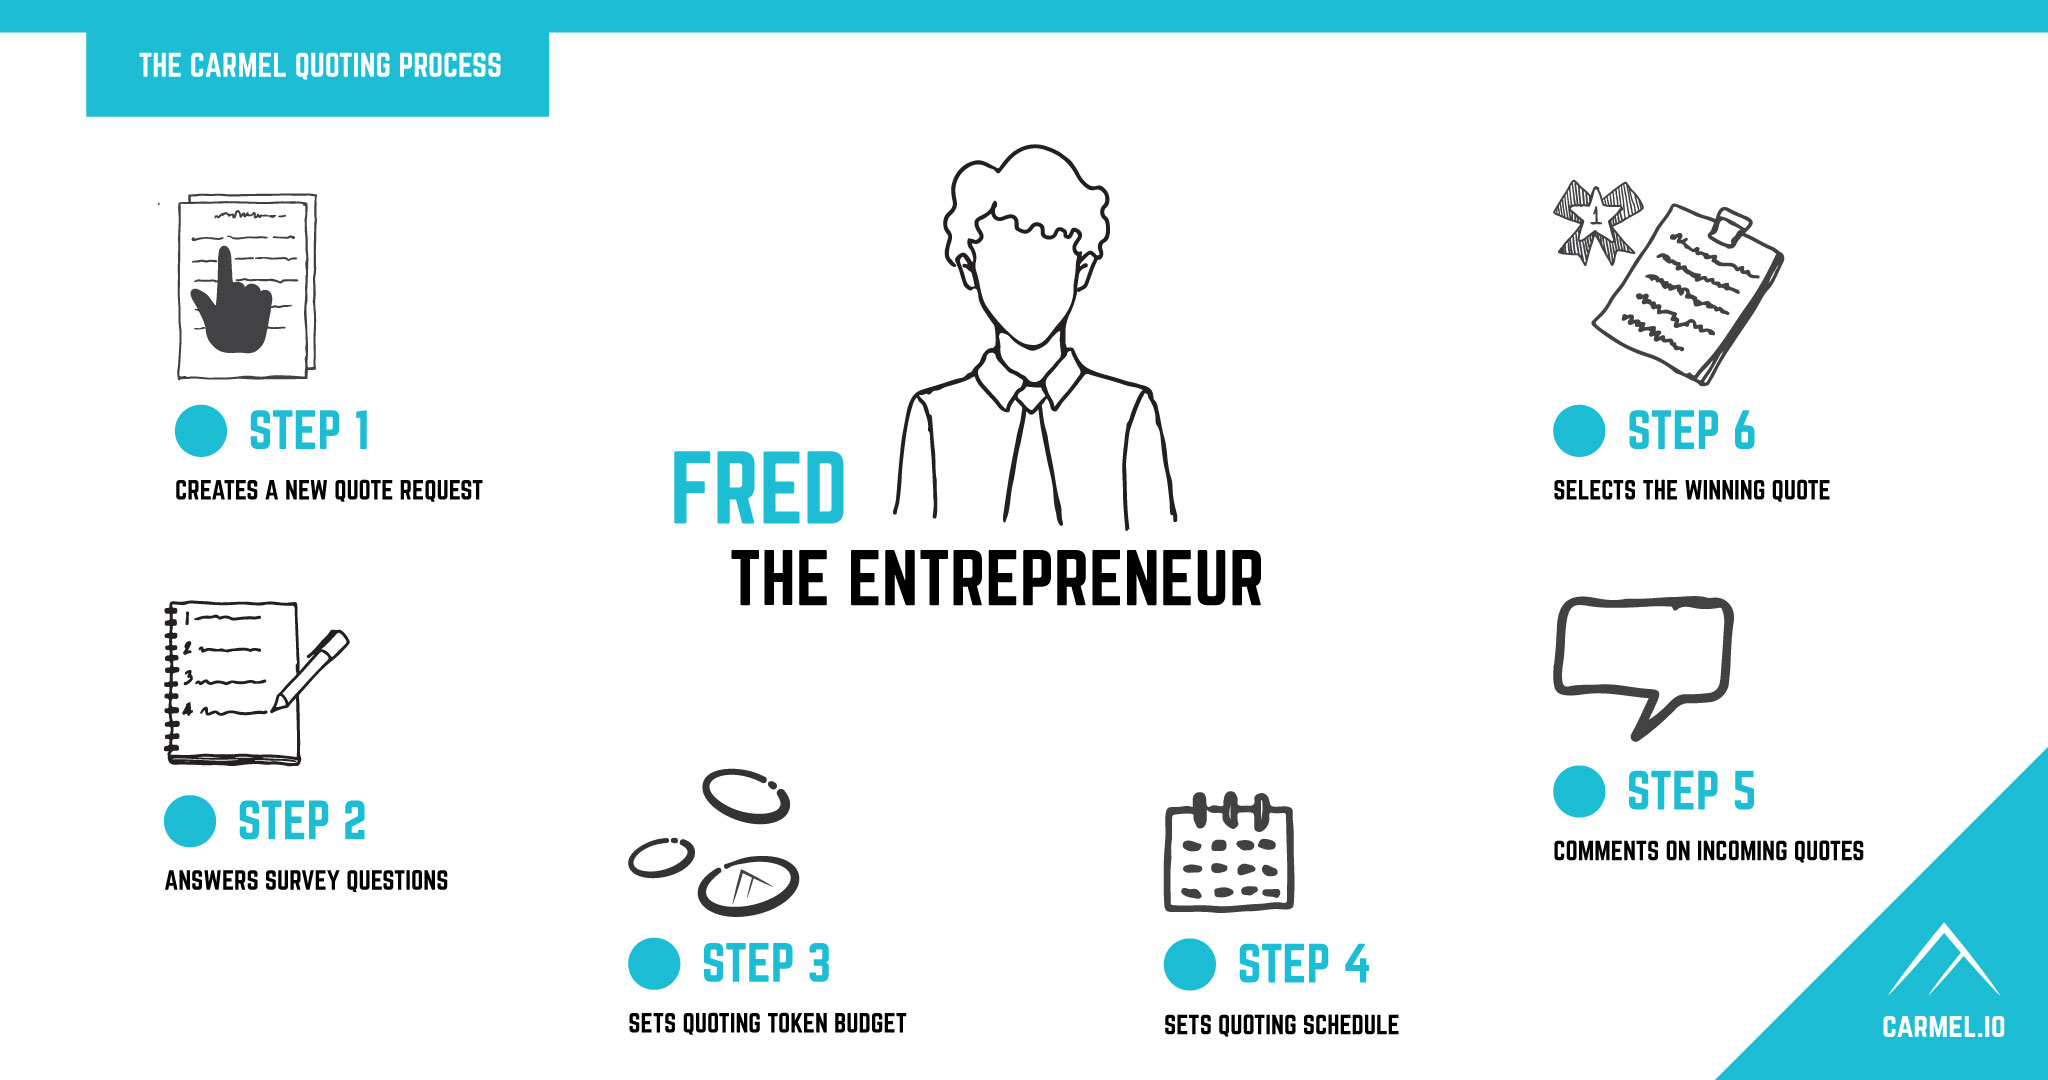 THE CARMEL QUOTING PROCESS
STEP 1
CREATES A NEW QUOTE REQUEST
1
2
3
4
STEP 2
ANSWERS SURVEY QUESTIONS
FRED
THE ENTREPRENEUR
STEP 3
SETS QUOTING TOKEN BUDGET
STEP 4
SETS QUOTING SCHEDULE
STEP 5
COMMENTS ON INCOMING QUOTES
1
STEP 6
SELECTS THE WINNING QUOTE
CARMEL.IO